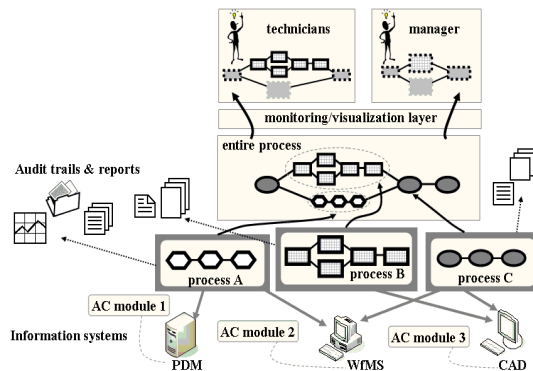 technicians
manager
monitoring/visualization layer
entire process
Audit trails & reports
process A
process B
process C
AC module 1
AC module 2
AC module 3
Information systems
PDM
WfMS
CAD